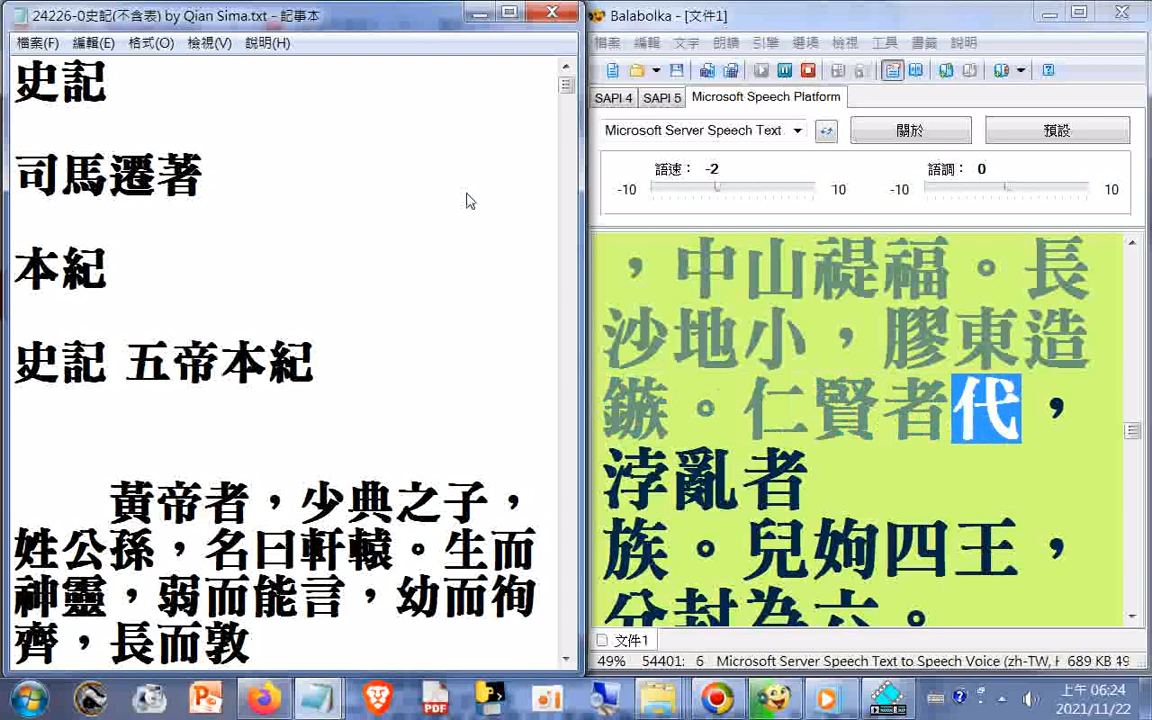 24226-0史記(不含表) by Qian Sima.txt - 記事本
檔案(F) 編輯(E) 格式(O) 檢視(V) 說明(H)
史記
司馬遷著
本紀
史記 五帝本紀
黃帝者，少典之子，
姓公孫，名曰軒轅。生而
神靈，弱而能言，幼而徇
齊，長而敦
Balabolka - [文件1]
檔案 編輯 文字 朗讀 引擎 選項 檢視 工具 書籤 說明
SAPI 4 SAPI 5 Microsoft Speech Platform
Microsoft Server Speech Text 關於 預設
語速： -2 語調： 0
-10 10 -10 10
，中山禔福。長
沙地小，膠東造
鏃。仁賢者代，
浡亂者
族。兒姁四王，
分封為六。
文件1
49% 54401: 6 Microsoft Server Speech Text to Speech Voice (zh-TW, H 689 KB 49
PDF
上午 06:24
2021/11/22